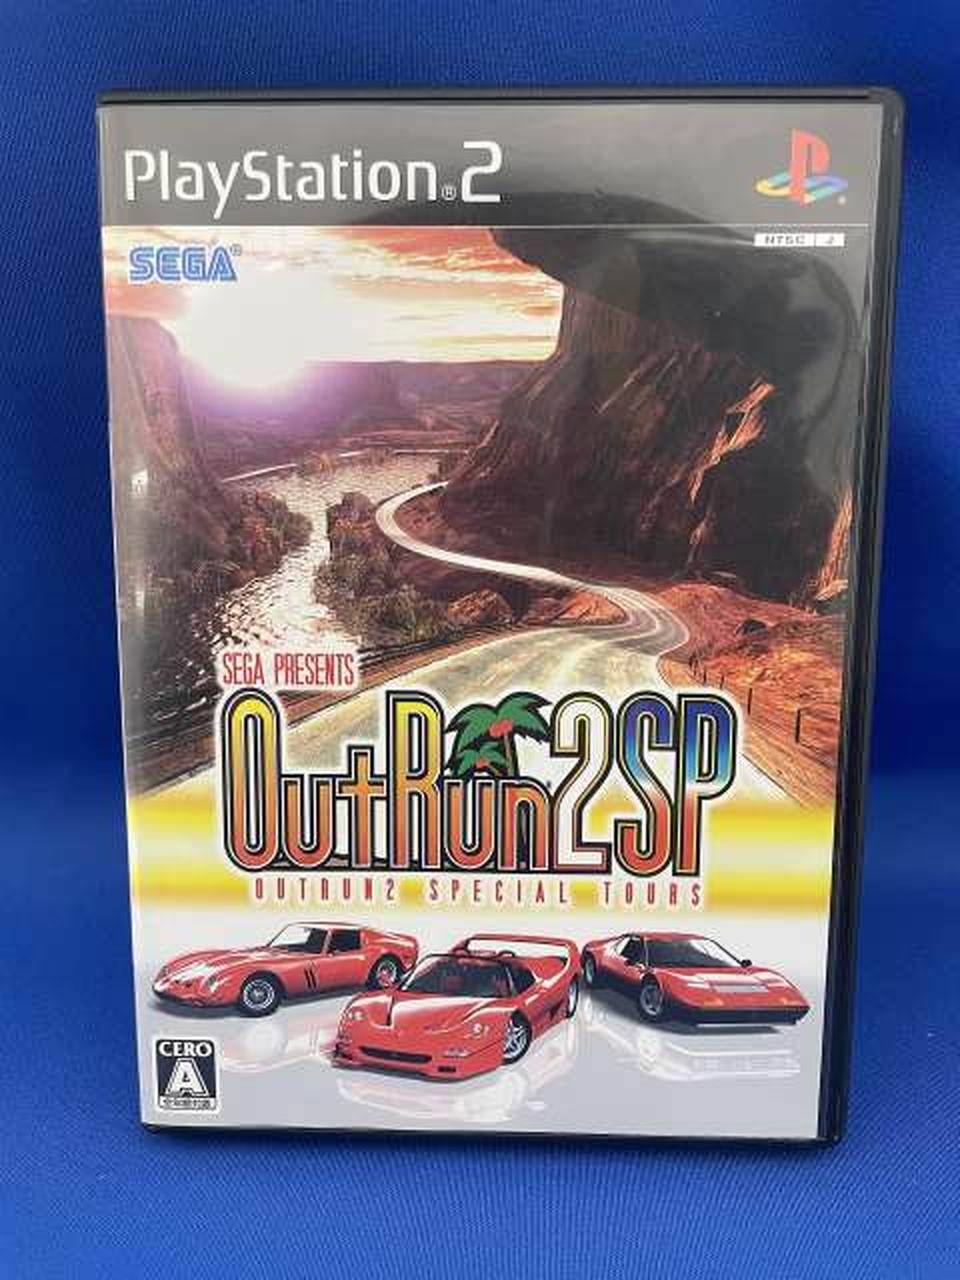 PlayStation®2
NTSC J
SEGA®
SEGA PRESENTS
OutRun2SP
OUTRUN2 SPECIAL TOURS
CERO
A